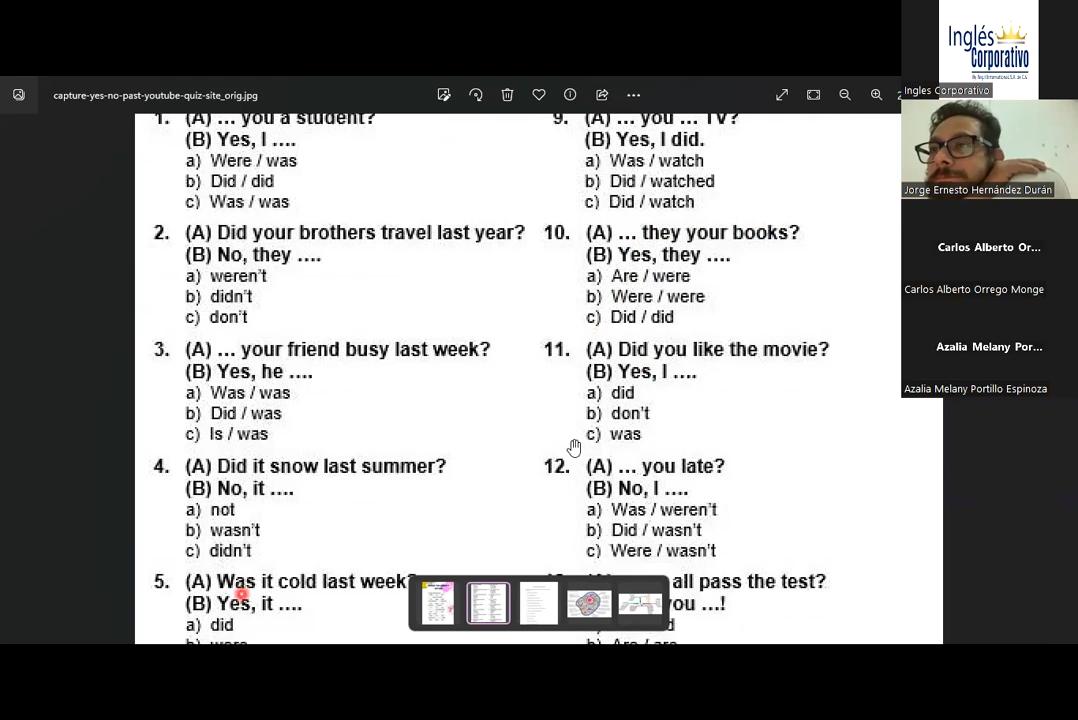 capture-yes-no-past-youtube-quiz-site_orig.jpg
1. (A) ... you a student?
(B) Yes, I ....
a) Were / was
b) Did / did
c) Was / was
2. (A) Did your brothers travel last year?
(B) No, they ....
a) weren't
b) didn't
c) don't
3. (A) ... your friend busy last week?
(B) Yes, he ....
a) Was / was
b) Did / was
c) Is / was
4. (A) Did it snow last summer?
(B) No, it ....
a) not
b) wasn't
c) didn't
5. (A) Was it cold last week?
(B) Yes, it ....
a) did
9. (A) ... you ... TV?
(B) Yes, I did.
a) Was / watch
b) Did / watched
c) Did / watch
10. (A) ... they your books?
(B) Yes, they ....
a) Are / were
b) Were / were
c) Did / did
11. (A) Did you like the movie?
(B) Yes, I ....
a) did
b) don't
c) was
12. (A) ... you late?
(B) No, I ....
a) Was / weren't
b) Did / wasn't
c) Were / wasn't
all pass the test?
you ...!
Inglés
Corporativo
Ingles Corporativo
Jorge Ernesto Hernández Durán
Carlos Alberto Or...
Carlos Alberto Orrego Monge
Azalia Melany Por...
Azalia Melany Portillo Espinoza